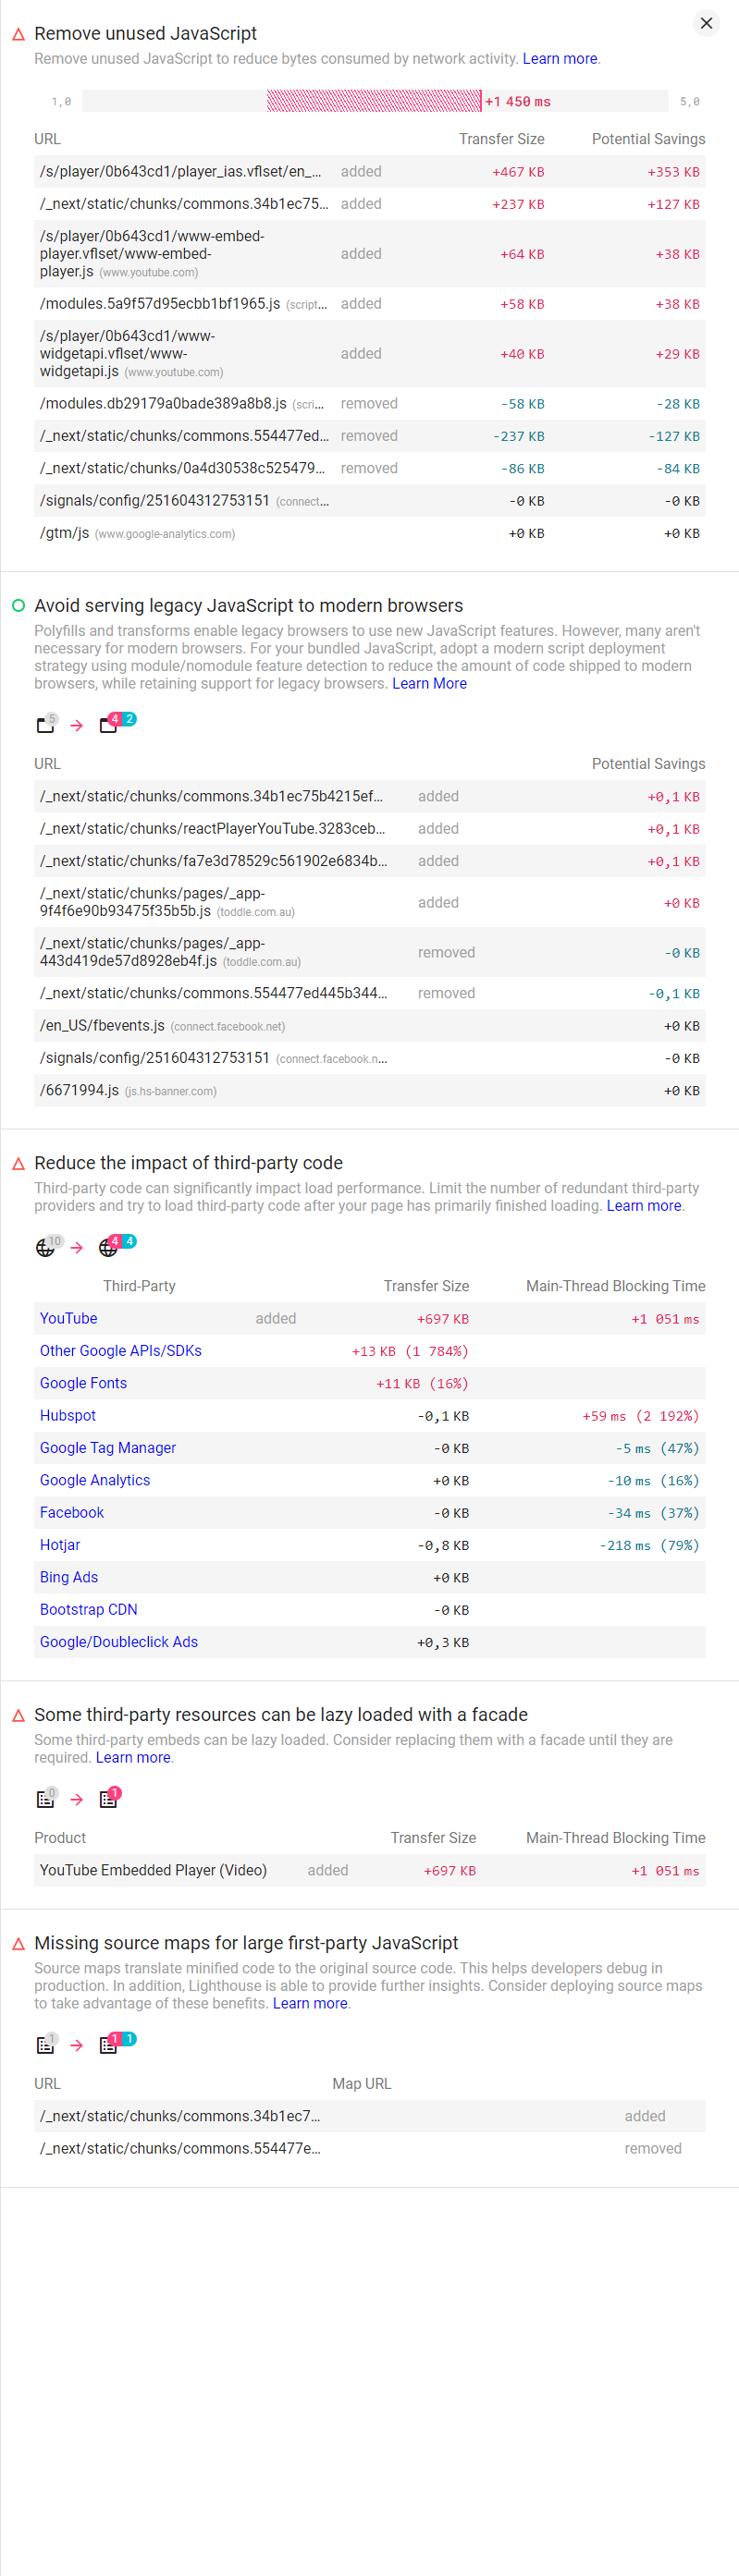 Remove unused JavaScript
Remove unused JavaScript to reduce bytes consumed by network activity. Learn more.
1,0 +1 450 ms 5,0
URL Transfer Size Potential Savings
/s/player/0b643cd1/player_ias.vflset/en_... added +467 KB +353 KB
/_next/static/chunks/commons.34b1ec75... added +237 KB +127 KB
/s/player/0b643cd1/www-embed-
player.vflset/www-embed- added +64 KB +38 KB
player.js (www.youtube.com)
/modules.5a9f57d95ecbb1bf1965.js (script... added +58 KB +38 KB
/s/player/0b643cd1/www-
widgetapi.vflset/www- added +40 KB +29 KB
widgetapi.js (www.youtube.com)
/modules.db29179a0bade389a8b8.js (scri... removed -58 KB -28 KB
/_next/static/chunks/commons.554477ed... removed -237 KB -127 KB
/_next/static/chunks/0a4d30538c525479... removed -86 KB -84 KB
/signals/config/251604312753151 (connect... -0 KB -0 KB
/gtm/js (www.google-analytics.com) +0 KB +0 KB
Avoid serving legacy JavaScript to modern browsers
Polyfills and transforms enable legacy browsers to use new JavaScript features. However, many aren't
necessary for modern browsers. For your bundled JavaScript, adopt a modern script deployment
strategy using module/nomodule feature detection to reduce the amount of code shipped to modern
browsers, while retaining support for legacy browsers. Learn More
5 → 4 2
URL Potential Savings
/_next/static/chunks/commons.34b1ec75b4215ef... added +0,1 KB
/_next/static/chunks/reactPlayerYouTube.3283ceb... added +0,1 KB
/_next/static/chunks/fa7e3d78529c561902e6834b... added +0,1 KB
/_next/static/chunks/pages/_app-
9f4f6e90b93475f35b5b.js (toddle.com.au) added +0 KB
/_next/static/chunks/pages/_app-
443d419de57d8928eb4f.js (toddle.com.au) removed -0 KB
/_next/static/chunks/commons.554477ed445b344... removed -0,1 KB
/en_US/fbevents.js (connect.facebook.net) +0 KB
/signals/config/251604312753151 (connect.facebook.n... -0 KB
/6671994.js (js.hs-banner.com) +0 KB
Reduce the impact of third-party code
Third-party code can significantly impact load performance. Limit the number of redundant third-party
providers and try to load third-party code after your page has primarily finished loading. Learn more.
10 → 4 4
Third-Party Transfer Size Main-Thread Blocking Time
YouTube added +697 KB +1 051 ms
Other Google APIs/SDKs +13 KB (1 784%)
Google Fonts +11 KB (16%)
Hubspot -0,1 KB +59 ms (2 192%)
Google Tag Manager -0 KB -5 ms (47%)
Google Analytics +0 KB -10 ms (16%)
Facebook -0 KB -34 ms (37%)
Hotjar -0,8 KB -218 ms (79%)
Bing Ads +0 KB
Bootstrap CDN -0 KB
Google/Doubleclick Ads +0,3 KB
Some third-party resources can be lazy loaded with a facade
Some third-party embeds can be lazy loaded. Consider replacing them with a facade until they are
required. Learn more.
0 → 1
Product Transfer Size Main-Thread Blocking Time
YouTube Embedded Player (Video) added +697 KB +1 051 ms
Missing source maps for large first-party JavaScript
Source maps translate minified code to the original source code. This helps developers debug in
production. In addition, Lighthouse is able to provide further insights. Consider deploying source maps
to take advantage of these benefits. Learn more.
1 → 1 1
URL Map URL
/_next/static/chunks/commons.34b1ec7... added
/_next/static/chunks/commons.554477e... removed